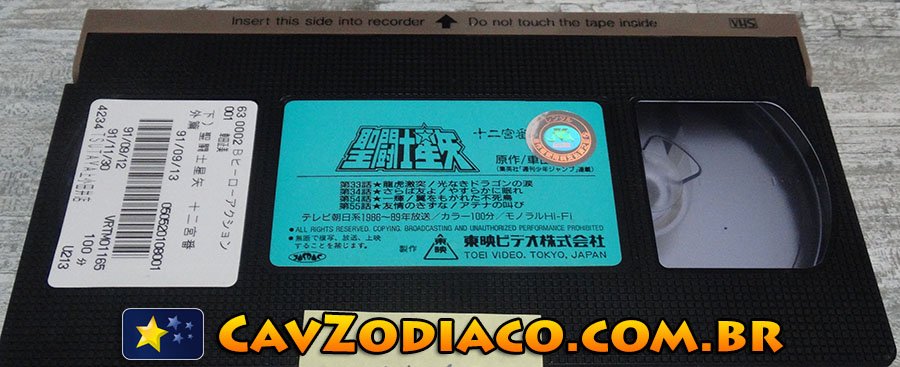 Insert this side into recorder ↑ Do not touch the tape inside VHS
63 0002 Bヒーローアクション
001
91/09/13
下) 聖闘士星矢 十二宮番
外篇
0505201000001
91/09/12
91/11/30
VRTM01165
100分
4234
U213
聖闘士星矢
十二宮
原作/車田
(集英社「週刊少年ジャンプ」連載)
第33話★龍虎激突/光なきドラゴンの涙
第34話★さらば友よ/やすらかに眠れ
第54話★一輝/翼をもがれた不死鳥
第55話★友情のきずな/アテナの叫び
テレビ朝日系1986~89年放送/カラー100分/モノラルHi-Fi
●ALL RIGHTS RESERVED. COPYING, BROADCASTING AND UNAUTHORIZED PERFORMANCE PROHIBITED
●無断で複写、放送、上映
することを禁じます。
製作 東映 東映ビデオ株式会社
TOEI VIDEO, TOKYO, JAPAN
CavZodiaco.com.br